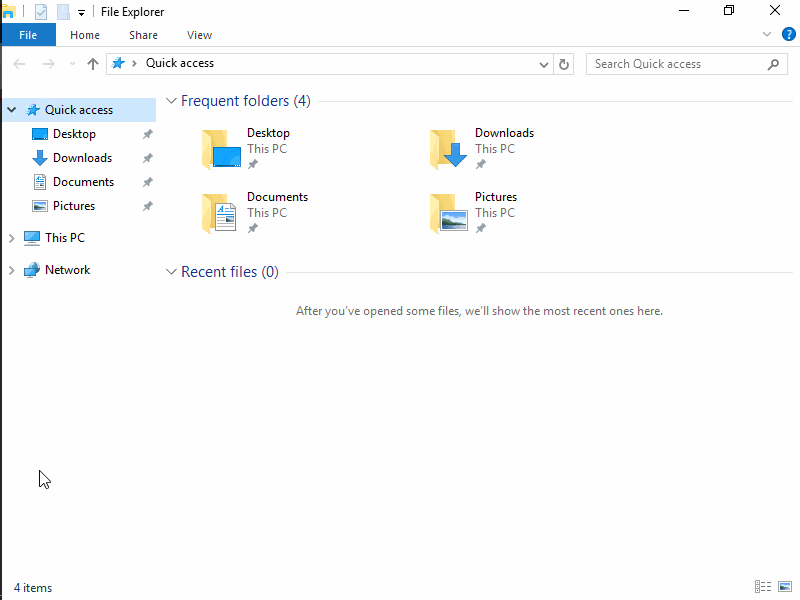 File Explorer
File Home Share View
Quick access
Search Quick access
Quick access
Desktop
Downloads
Documents
Pictures
This PC
Network
Frequent folders (4)
Desktop
This PC
Downloads
This PC
Documents
This PC
Pictures
This PC
Recent files (0)
After you've opened some files, we'll show the most recent ones here.
4 items